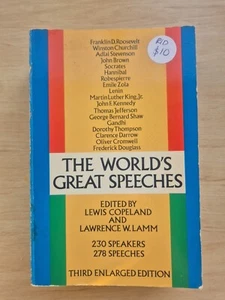 Franklin D. Roosevelt
Winston Churchill
Adlai Stevenson
John Brown
Socrates
Hannibal
Robespierre
Emile Zola
Lenin
Martin Luther King, Jr.
John F. Kennedy
Thomas Jefferson
George Bernard Shaw
Gandhi
Dorothy Thompson
Clarence Darrow
Oliver Cromwell
Frederick Douglass
$10
THE WORLD'S
GREAT SPEECHES
EDITED BY
LEWIS COPELAND
AND
LAWRENCE W. LAMM
230 SPEAKERS
278 SPEECHES
THIRD ENLARGED EDITION